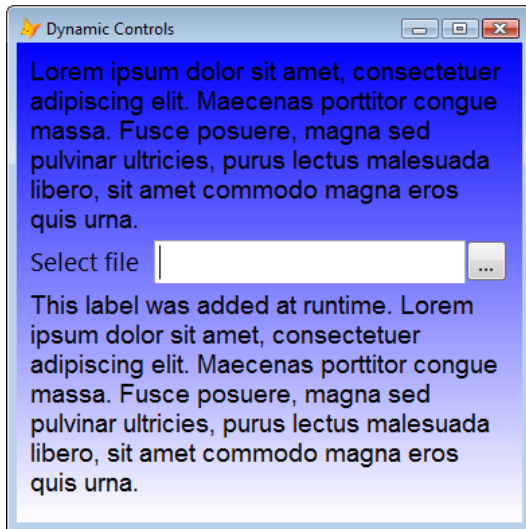 Dynamic Controls
Lorem ipsum dolor sit amet, consectetuer
adipiscing elit. Maecenas porttitor congue
massa. Fusce posuere, magna sed
pulvinar ultricies, purus lectus malesuada
libero, sit amet commodo magna eros
quis urna.
Select file ...
This label was added at runtime. Lorem
ipsum dolor sit amet, consectetuer
adipiscing elit. Maecenas porttitor congue
massa. Fusce posuere, magna sed
pulvinar ultricies, purus lectus malesuada
libero, sit amet commodo magna eros
quis urna.